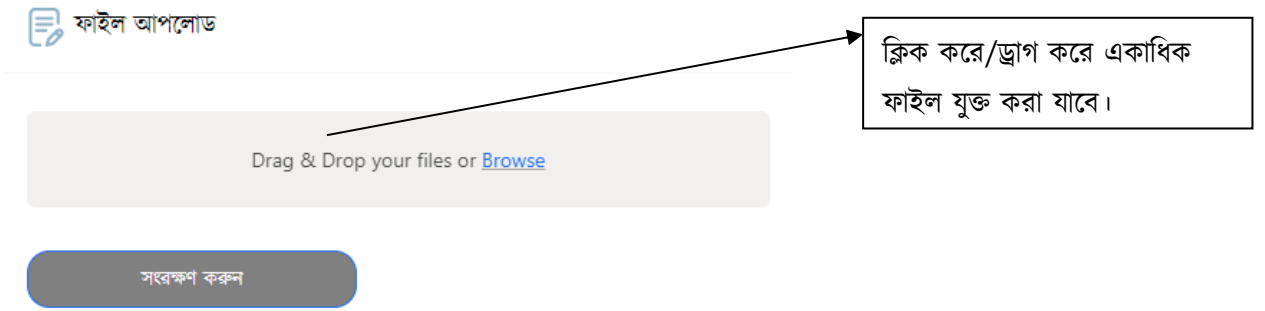 ফাইল আপলোড
ক্লিক করে/ড্রাগ করে একাধিক
ফাইল যুক্ত করা যাবে।
Drag & Drop your files or Browse
সংরক্ষণ করুন